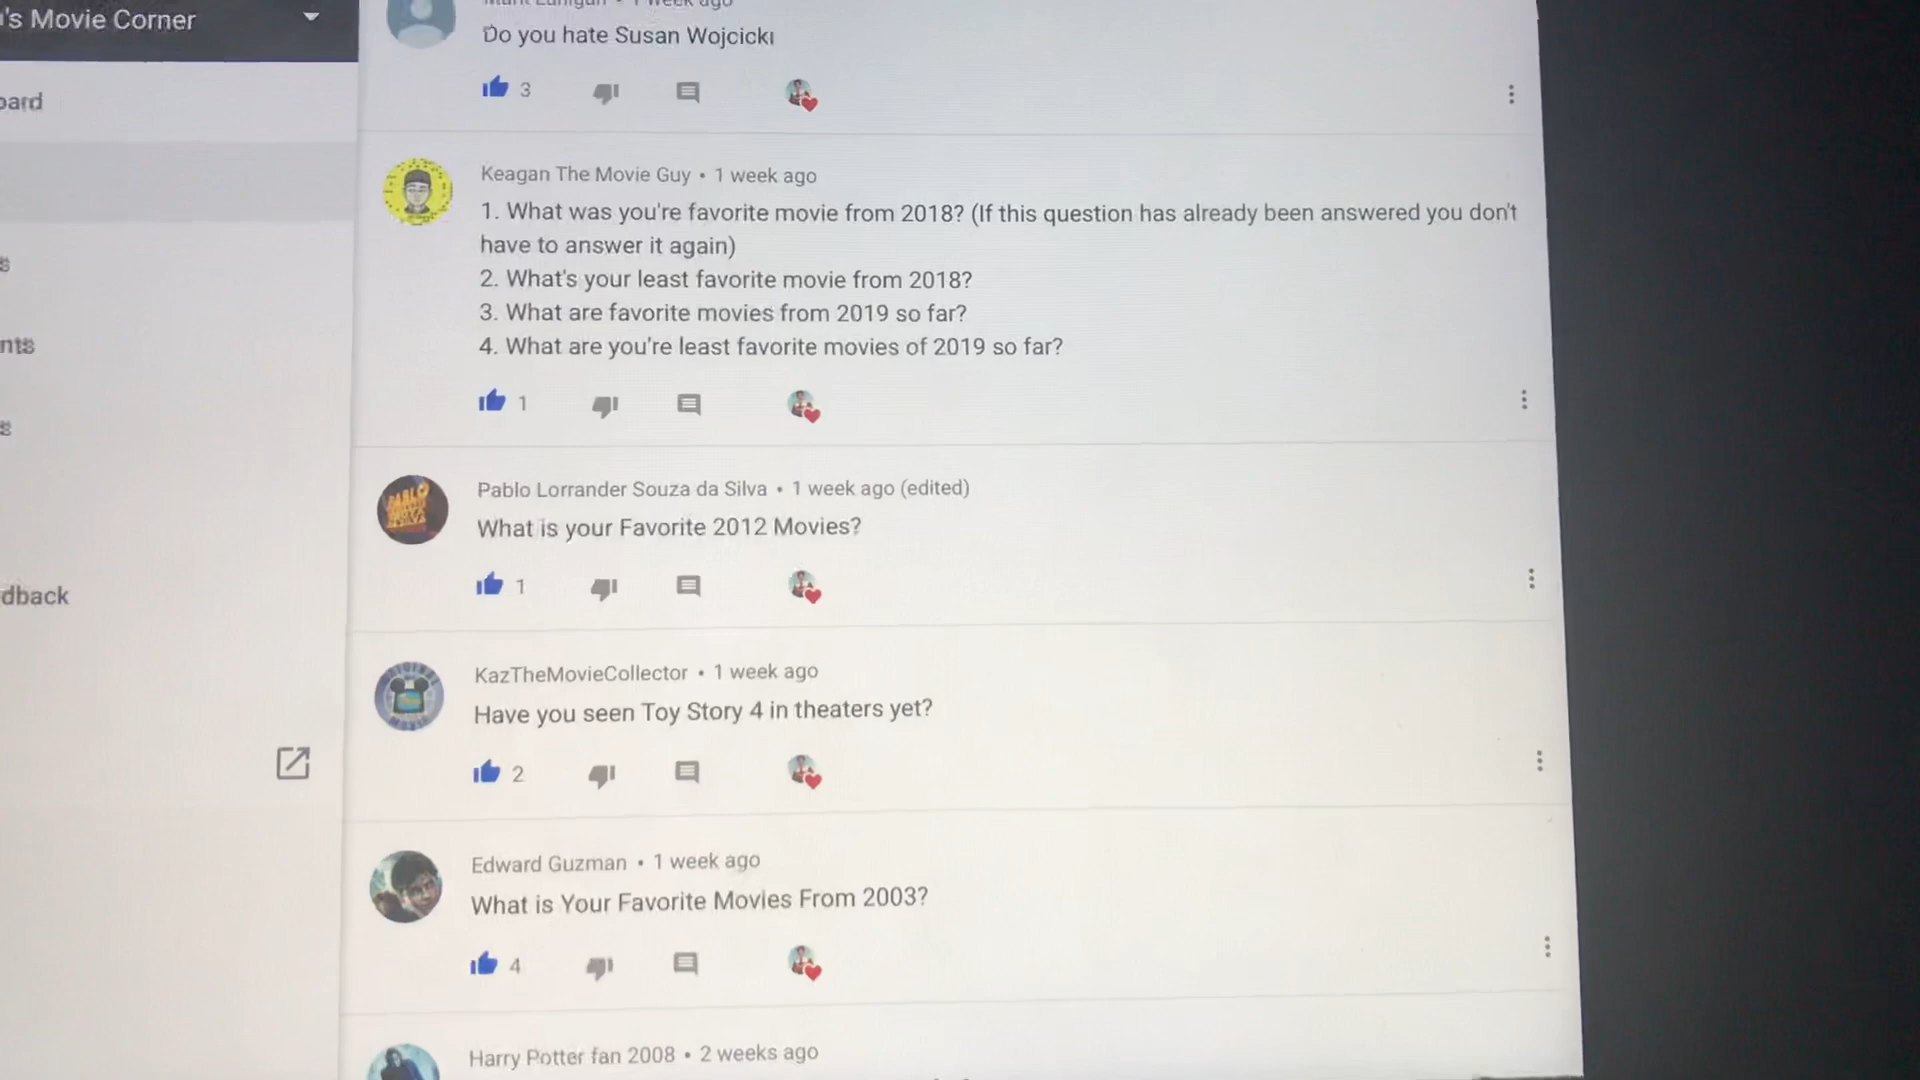 's Movie Corner
Do you hate Susan Wojcicki
3
Keagan The Movie Guy • 1 week ago
1. What was you're favorite movie from 2018? (If this question has already been answered you don't
have to answer it again)
2. What's your least favorite movie from 2018?
3. What are favorite movies from 2019 so far?
4. What are you're least favorite movies of 2019 so far?
1
Pablo Lorrander Souza da Silva • 1 week ago (edited)
What is your Favorite 2012 Movies?
1
dback
KazTheMovieCollector • 1 week ago
Have you seen Toy Story 4 in theaters yet?
2
Edward Guzman • 1 week ago
What is Your Favorite Movies From 2003?
4
Harry Potter fan 2008 • 2 weeks ago